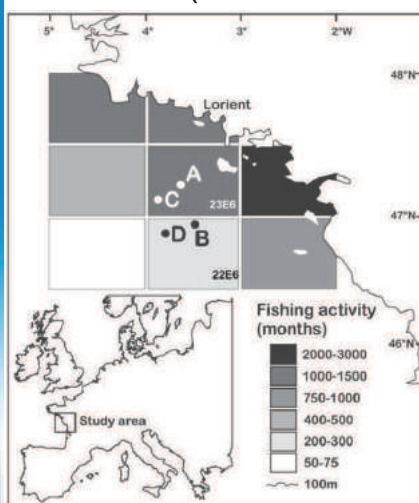 5° 4° 3° 2°W
48°N
Lorient
A
C
23E6
47°N
D B
22E6
46°N
Fishing activity
(months)
2000-3000
1000-1500
750-1000
400-500
200-300
50-75
100m
Study area